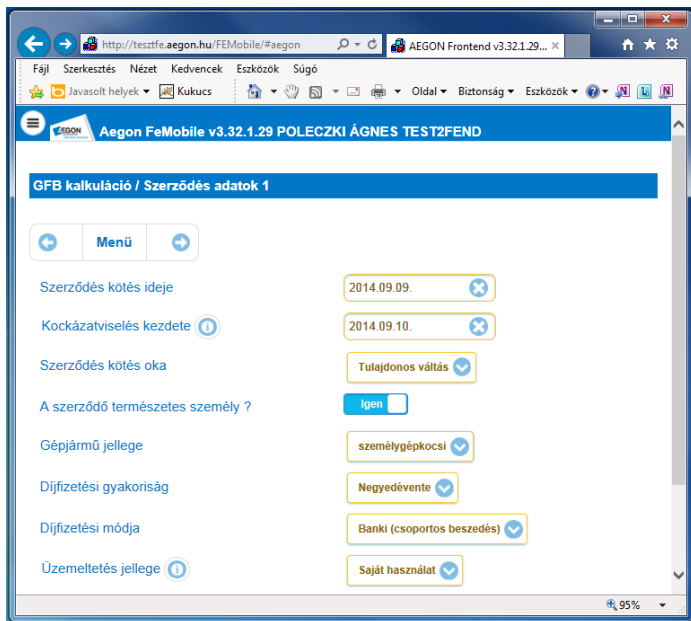 http://tesztfe.aegon.hu/FEMobile/#aegon
AEGON Frontend v3.32.1.29...
Fájl Szerkesztés Nézet Kedvencek Eszközök Súgó
Javasolt helyek Kukucs Oldal Biztonság Eszközök
AEGON Aegon FeMobile v3.32.1.29 POLECZKI ÁGNES TEST2FEND
GFB kalkuláció / Szerződés adatok 1
Menü
Szerződés kötés ideje 2014.09.09.
Kockázatviselés kezdete 2014.09.10.
Szerződés kötés oka Tulajdonos váltás
A szerződő természetes személy ? Igen
Gépjármű jellege személygépkocsi
Díjfizetési gyakoriság Negyedévente
Díjfizetési módja Banki (csoportos beszedés)
Üzemeltetés jellege Saját használat
95%